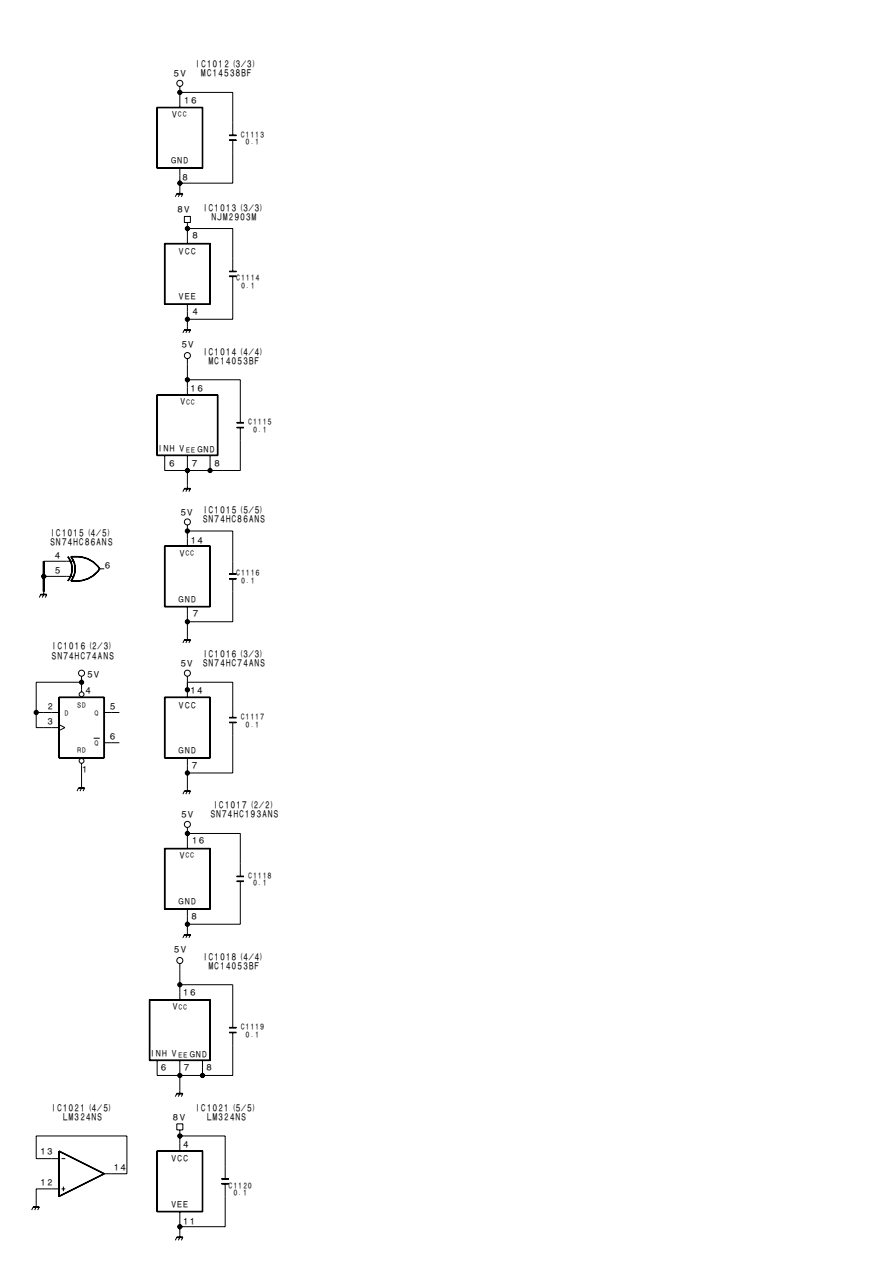 IC1012 (3/3)
MC14538BF
5V
16
VCC
C1113
0.1
GND
8
IC1013 (3/3)
NJM2903M
8V
8
VCC
C1114
0.1
VEE
4
IC1014 (4/4)
MC14053BF
5V
16
VCC
C1115
0.1
INH VEE GND
6 7 8
IC1015 (5/5)
SN74HC86ANS
5V
14
VCC
C1116
0.1
GND
7
IC1015 (4/5)
SN74HC86ANS
4
5
6
IC1016 (2/3)
SN74HC74ANS
5V
4
SD
2 D Q 5
3
Q 6
RD
1
IC1016 (3/3)
SN74HC74ANS
5V
14
VCC
C1117
0.1
GND
7
IC1017 (2/2)
SN74HC193ANS
5V
16
VCC
C1118
0.1
GND
8
IC1018 (4/4)
MC14053BF
5V
16
VCC
C1119
0.1
INH VEE GND
6 7 8
IC1021 (4/5)
LM324NS
13
-
14
12
+
IC1021 (5/5)
LM324NS
8V
4
VCC
C1120
0.1
VEE
11